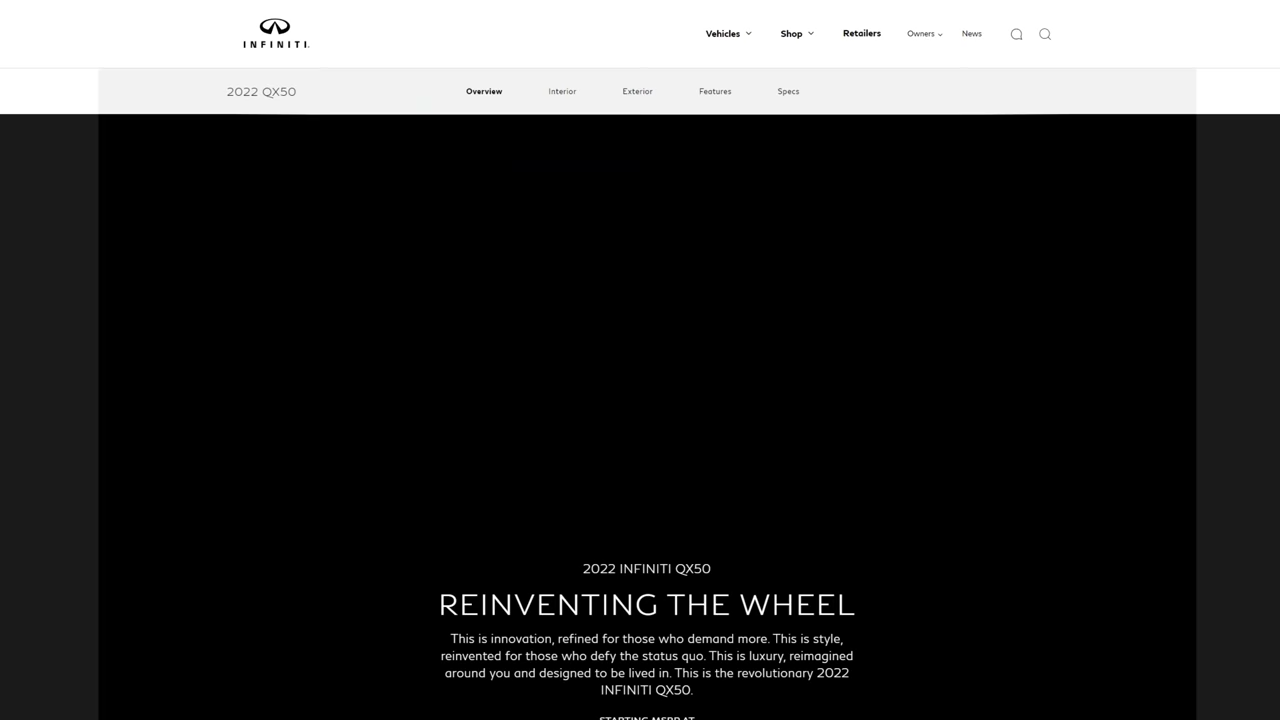 INFINITI.
Vehicles
Shop
Retailers
Owners
News
2022 QX50
Overview
Interior
Exterior
Features
Specs
2022 INFINITI QX50
REINVENTING THE WHEEL
This is innovation, refined for those who demand more. This is style,
reinvented for those who defy the status quo. This is luxury, reimagined
around you and designed to be lived in. This is the revolutionary 2022
INFINITI QX50.
STARTING MSRP AT